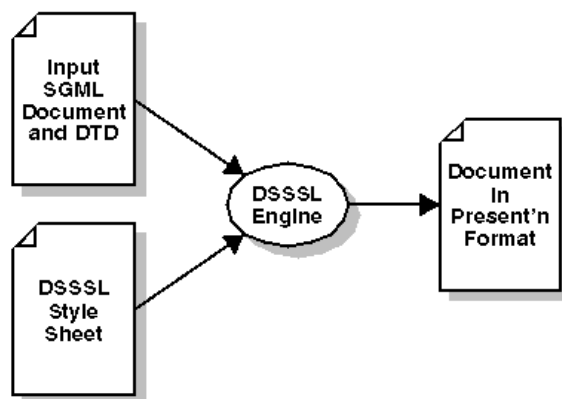 Input
SGML
Document
and DTD
DSSSL
Style
Sheet
DSSSL
Engine
Document
In
Present'n
Format